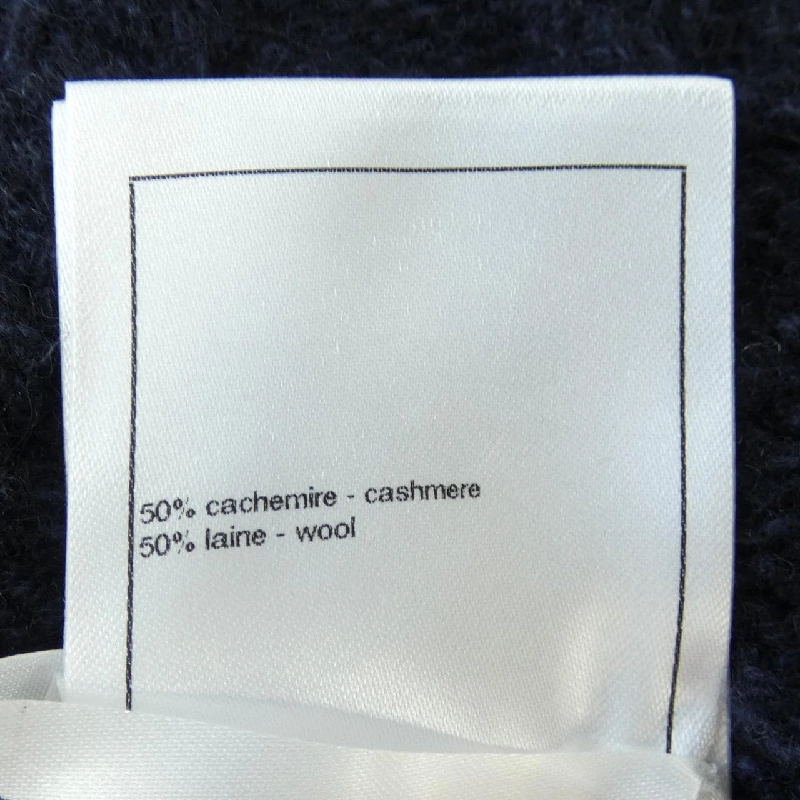 50% cachemire - cashmere
50% laine - wool